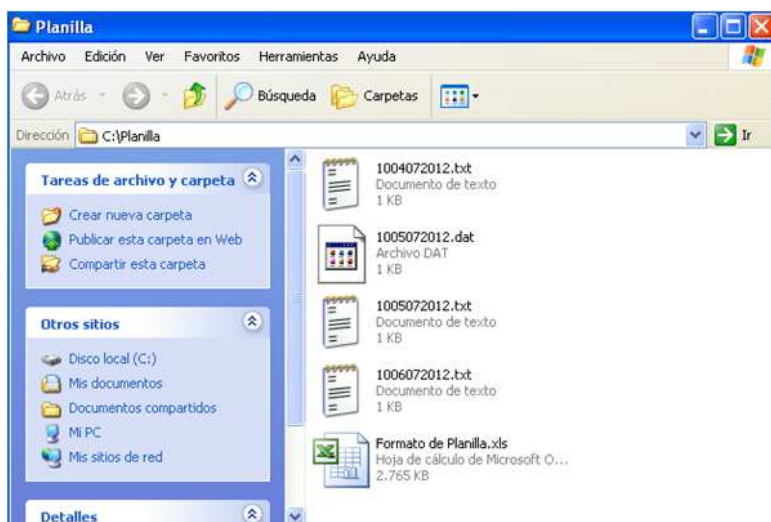 Planilla
Archivo Edición Ver Favoritos Herramientas Ayuda
Atrás Búsqueda Carpetas
Dirección C:\Planilla Ir
Tareas de archivo y carpeta
Crear nueva carpeta
Publicar esta carpeta en Web
Compartir esta carpeta
Otros sitios
Disco local (C:)
Mis documentos
Documentos compartidos
Mi PC
Mis sitios de red
Detalles
1004072012.txt
Documento de texto
1 KB
1005072012.dat
Archivo DAT
1 KB
1005072012.txt
Documento de texto
1 KB
1006072012.txt
Documento de texto
1 KB
Formato de Planilla.xls
Hoja de cálculo de Microsoft O...
2.765 KB